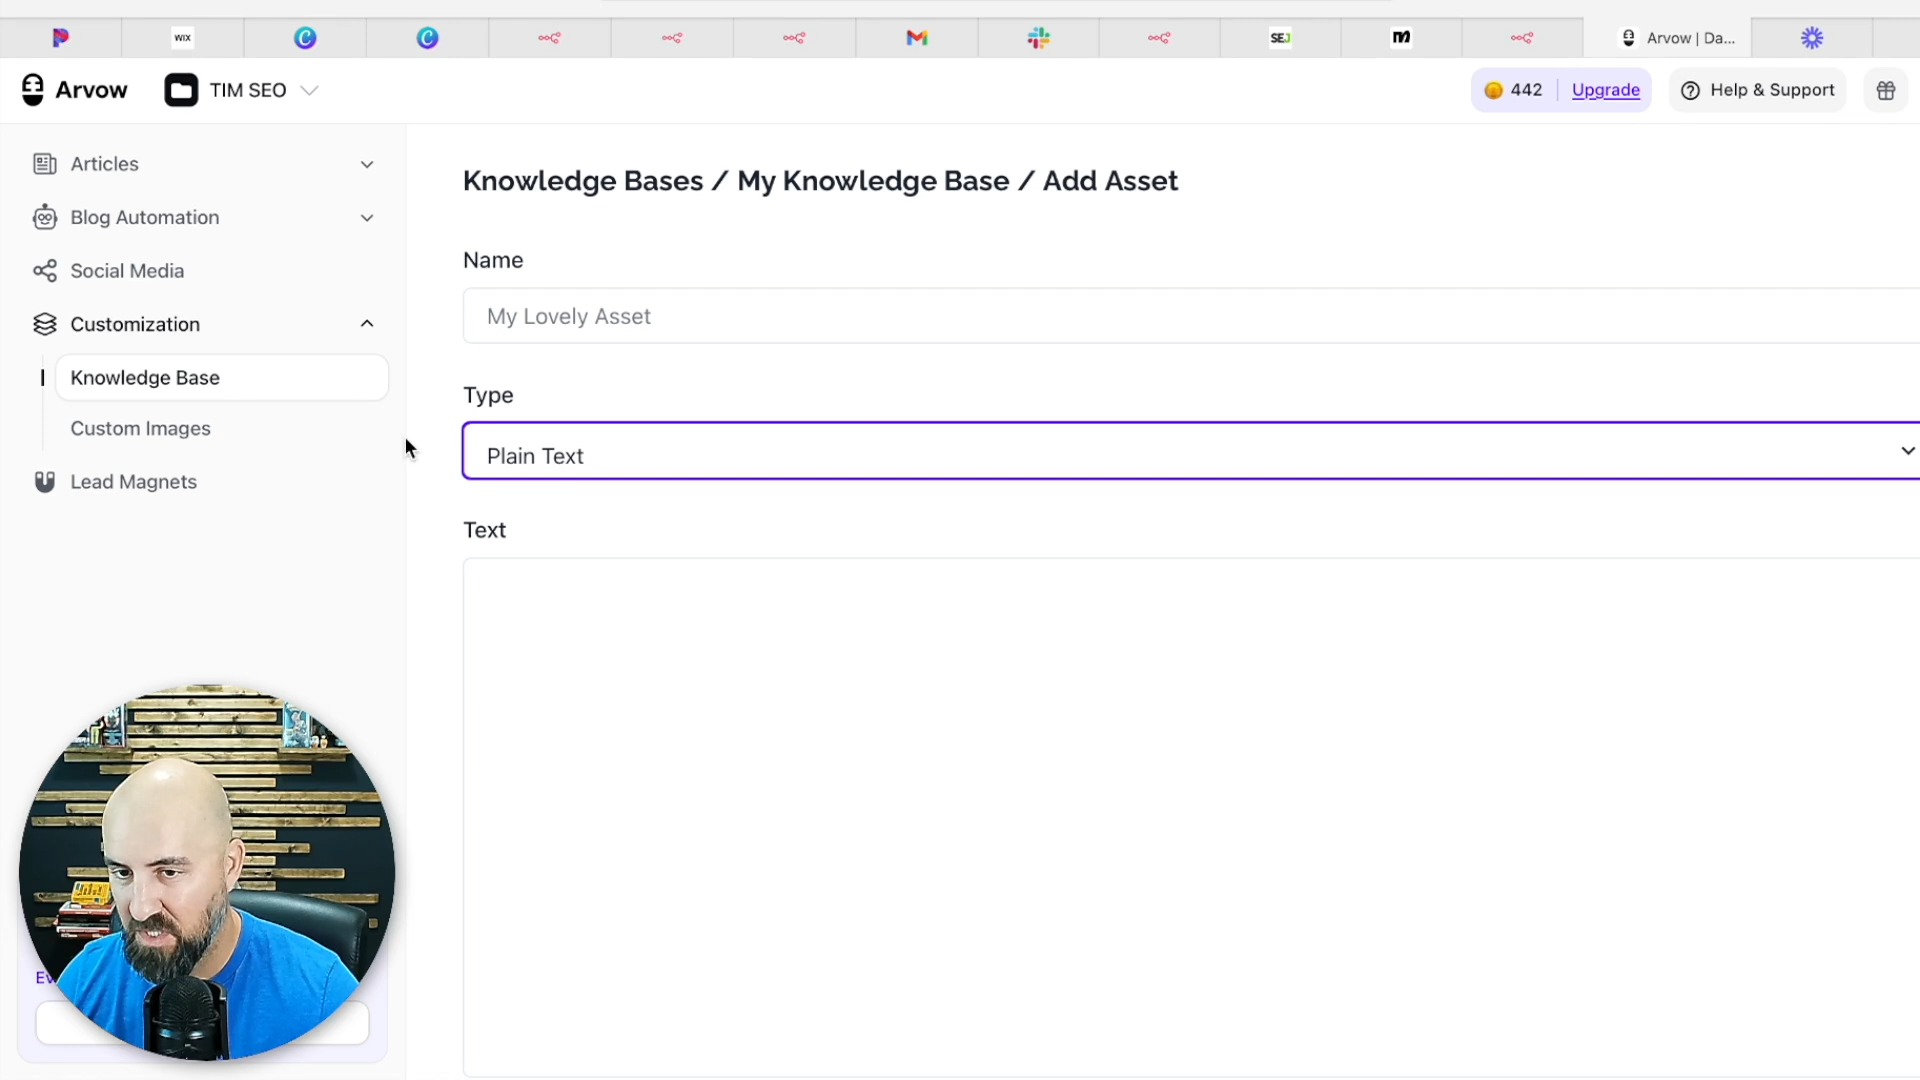 WIX
SEJ
Arvow | Da...
Arvow
TIM SEO
442
Upgrade
Help & Support
Articles
Blog Automation
Social Media
Customization
Knowledge Base
Custom Images
Lead Magnets
Knowledge Bases / My Knowledge Base / Add Asset
Name
My Lovely Asset
Type
Plain Text
Text